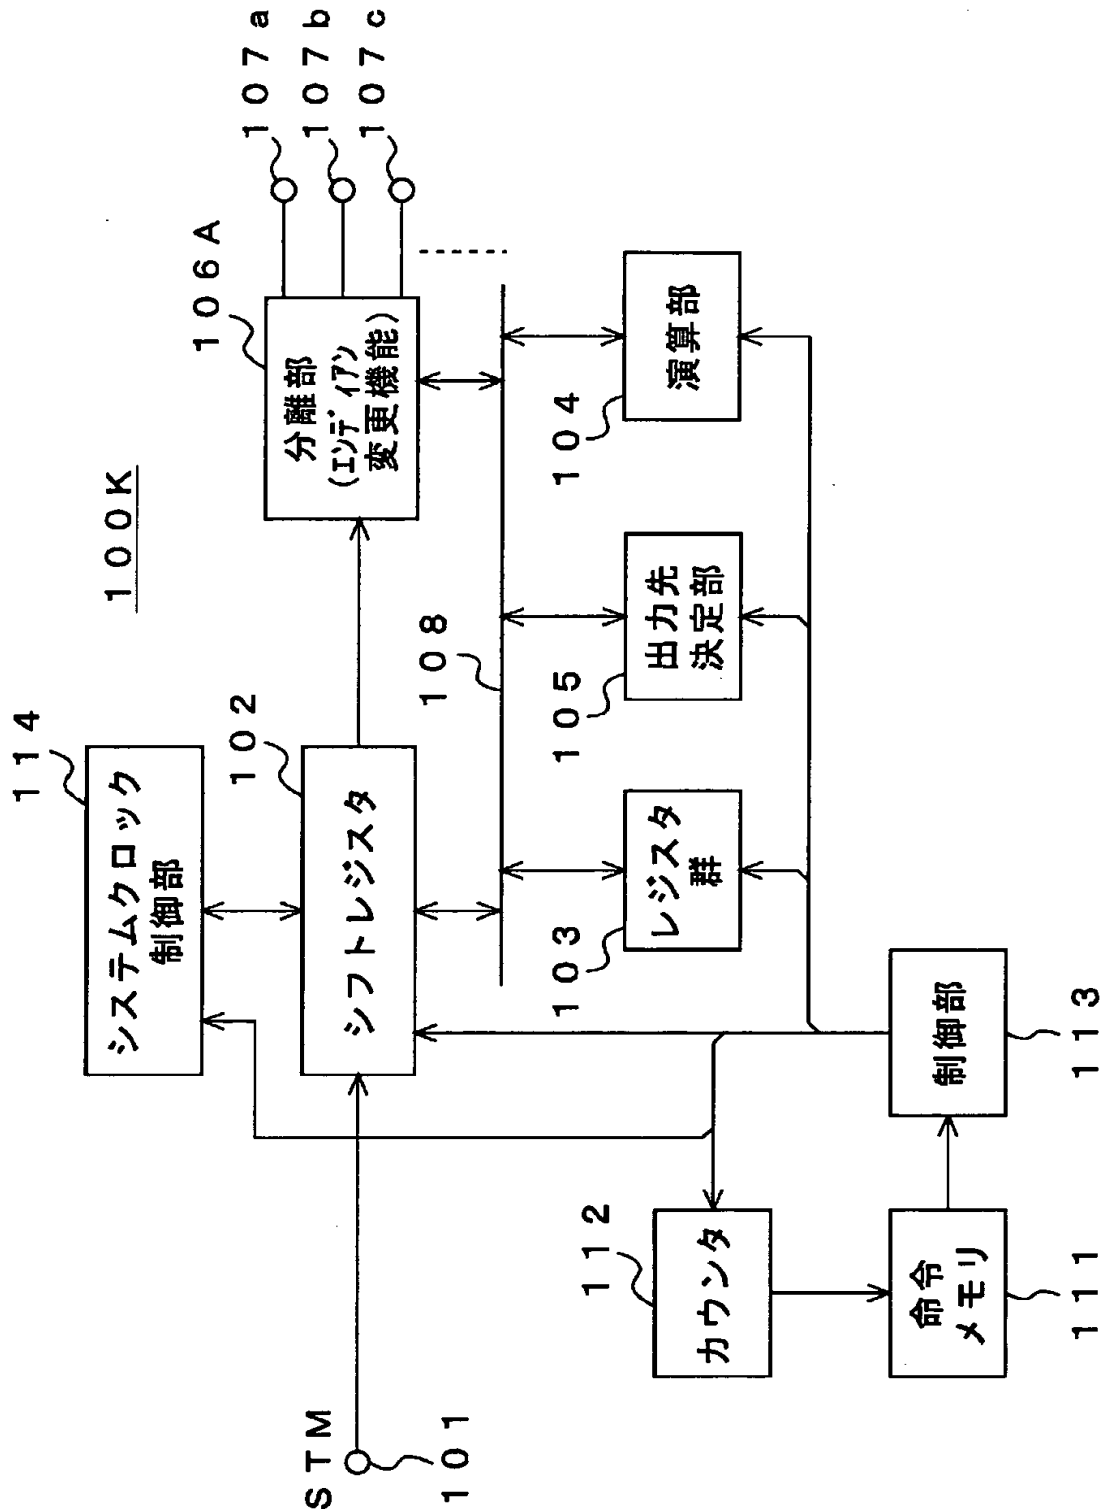 100K
114
システムクロック
制御部
106A
107a
107b
107c
102
シフトレジスタ
分離部
(エンディアン
変更機能)
STM
101
108
103
レジスタ
群
105
出力先
決定部
104
演算部
112
カウンタ
命令
メモリ
111
制御部
113